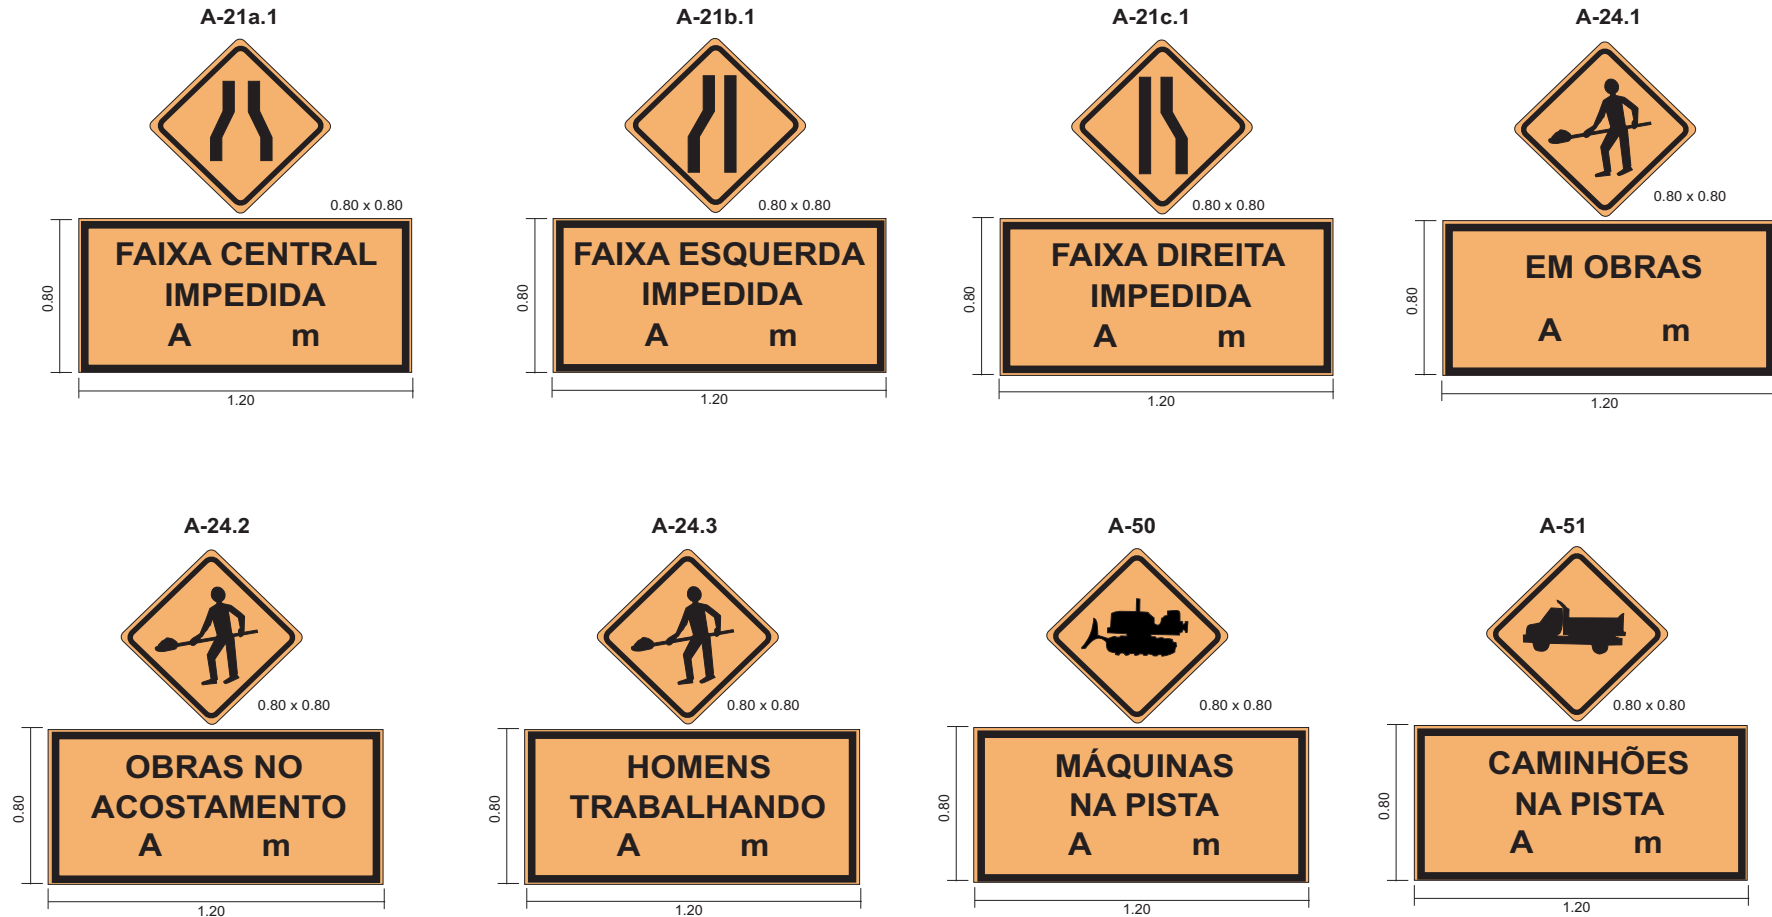 A-21a.1
0.80 x 0.80
FAIXA CENTRAL
IMPEDIDA
A m
0.80
1.20
A-21b.1
0.80 x 0.80
FAIXA ESQUERDA
IMPEDIDA
A m
0.80
1.20
A-21c.1
0.80 x 0.80
FAIXA DIREITA
IMPEDIDA
A m
0.80
1.20
A-24.1
0.80 x 0.80
EM OBRAS
A m
0.80
1.20
A-24.2
0.80 x 0.80
OBRAS NO
ACOSTAMENTO
A m
0.80
1.20
A-24.3
0.80 x 0.80
HOMENS
TRABALHANDO
A m
0.80
1.20
A-50
0.80 x 0.80
MÁQUINAS
NA PISTA
A m
0.80
1.20
A-51
0.80 x 0.80
CAMINHÕES
NA PISTA
A m
0.80
1.20